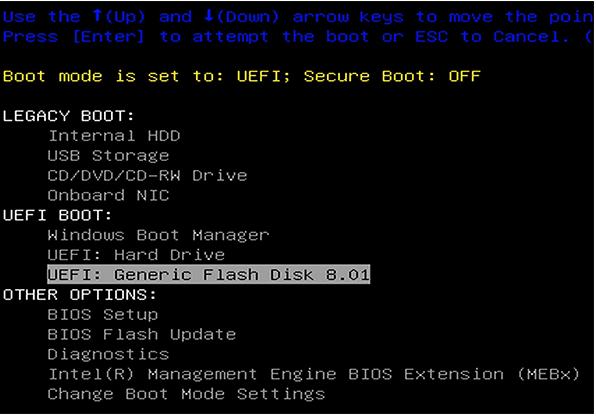 Use the ↑(Up) and ↓(Down) arrow keys to move the poin
Press [Enter] to attempt the boot or ESC to Cancel. (
Boot mode is set to: UEFI; Secure Boot: OFF
LEGACY BOOT:
Internal HDD
USB Storage
CD/DVD/CD-RW Drive
Onboard NIC
UEFI BOOT:
Windows Boot Manager
UEFI: Hard Drive
UEFI: Generic Flash Disk 8.01
OTHER OPTIONS:
BIOS Setup
BIOS Flash Update
Diagnostics
Intel(R) Management Engine BIOS Extension (MEBx)
Change Boot Mode Settings